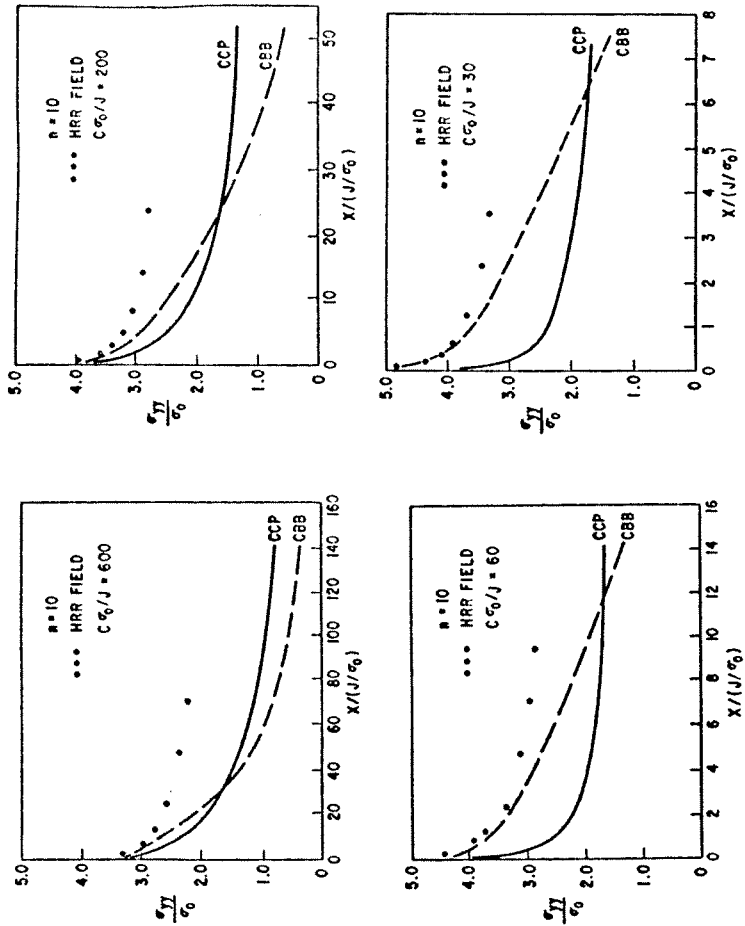 5.0
4.0
3.0
2.0
1.0
0
σyy/σ0
n = 10
••• HRR FIELD
Cσ0/J = 600
CCP
CBB
0 20 40 60 80 100 120 140 160
X/(J/σ0)
5.0
4.0
3.0
2.0
1.0
0
σyy/σ0
n = 10
••• HRR FIELD
Cσ0/J = 200
CCP
CBB
0 10 20 30 40 50
X/(J/σ0)
5.0
4.0
3.0
2.0
1.0
0
σyy/σ0
n = 10
••• HRR FIELD
Cσ0/J = 60
CCP
CBB
0 2 4 6 8 10 12 14 16
X/(J/σ0)
5.0
4.0
3.0
2.0
1.0
0
σyy/σ0
n = 10
••• HRR FIELD
Cσ0/J = 30
CCP
CBB
0 1 2 3 4 5 6 7 8
X/(J/σ0)